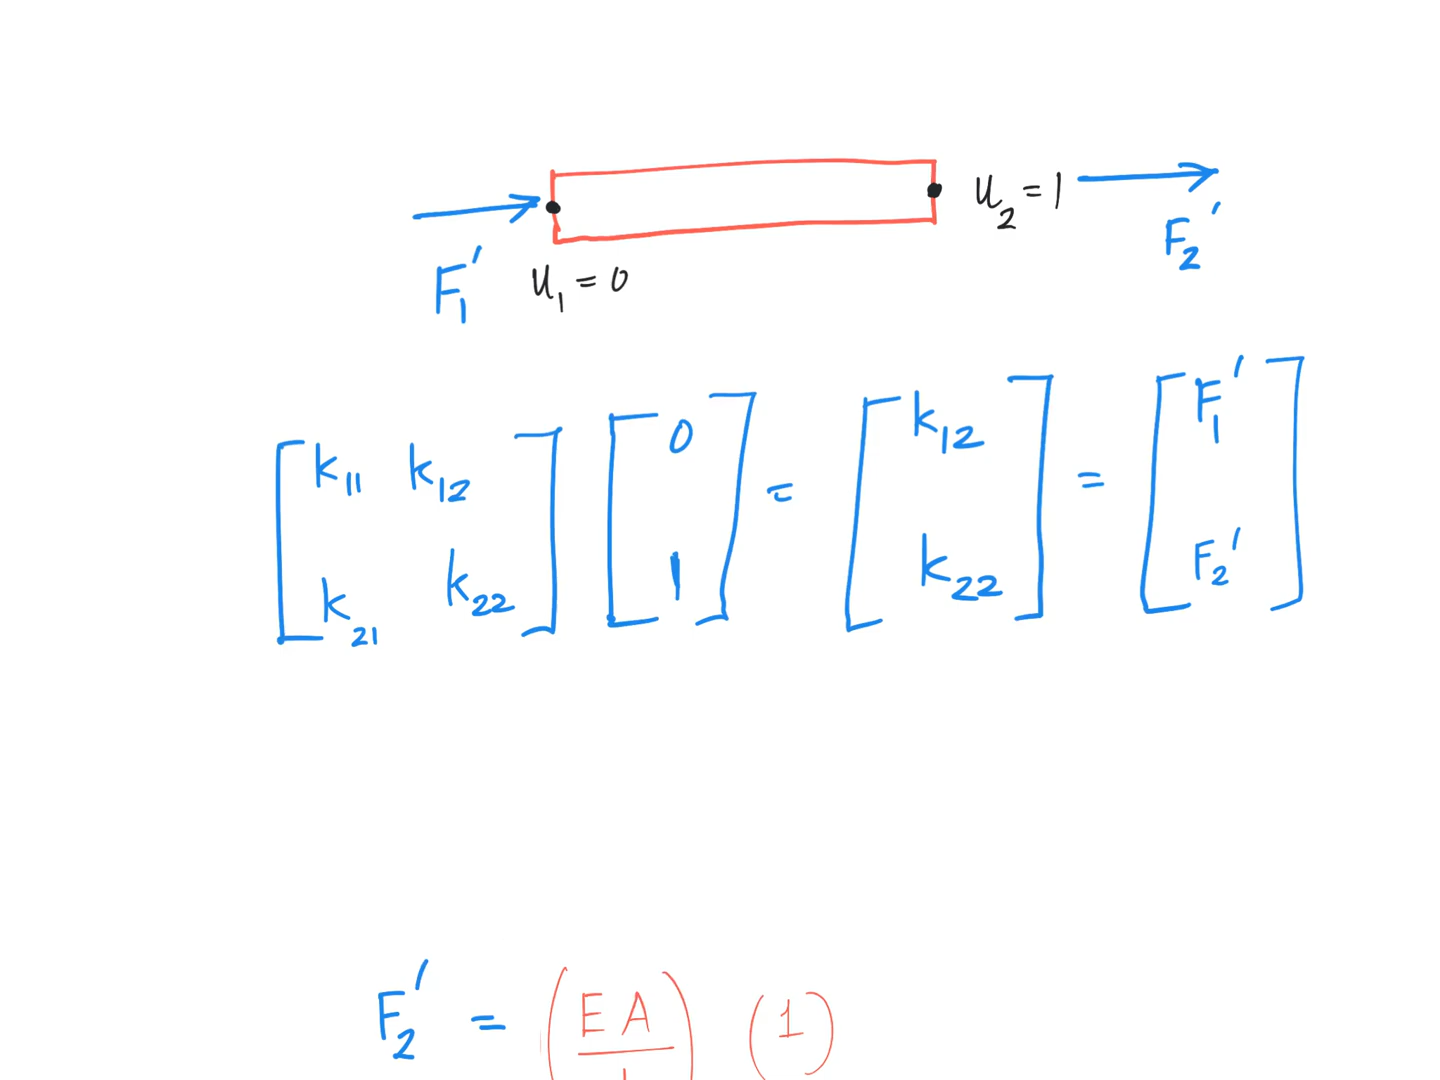 F₁′ u₁ = 0 u₂ = 1 F₂′
[k₁₁ k₁₂; k₂₁ k₂₂] [0; 1] = [k₁₂; k₂₂] = [F₁′; F₂′]
F₂′ = (EA/) (1)